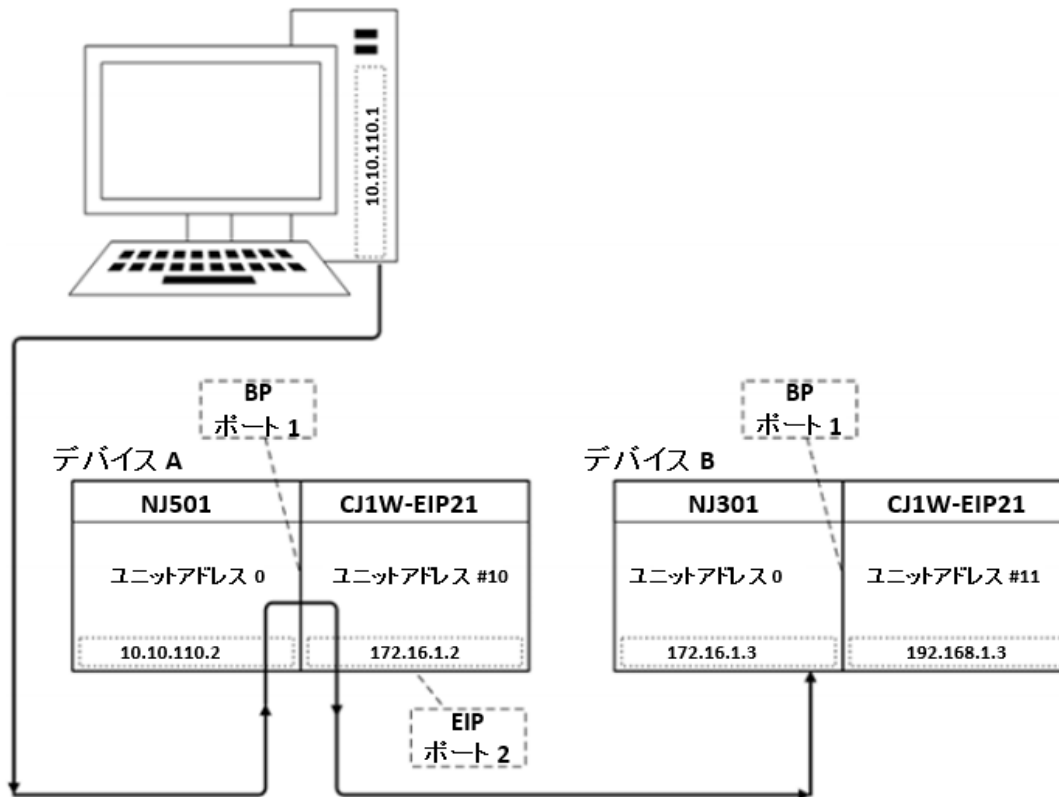 10.10.110.1
BP
ポート 1
BP
ポート 1
デバイス A
デバイス B
NJ501
CJ1W-EIP21
NJ301
CJ1W-EIP21
ユニットアドレス 0
ユニットアドレス #10
ユニットアドレス 0
ユニットアドレス #11
10.10.110.2
172.16.1.2
172.16.1.3
192.168.1.3
EIP
ポート 2